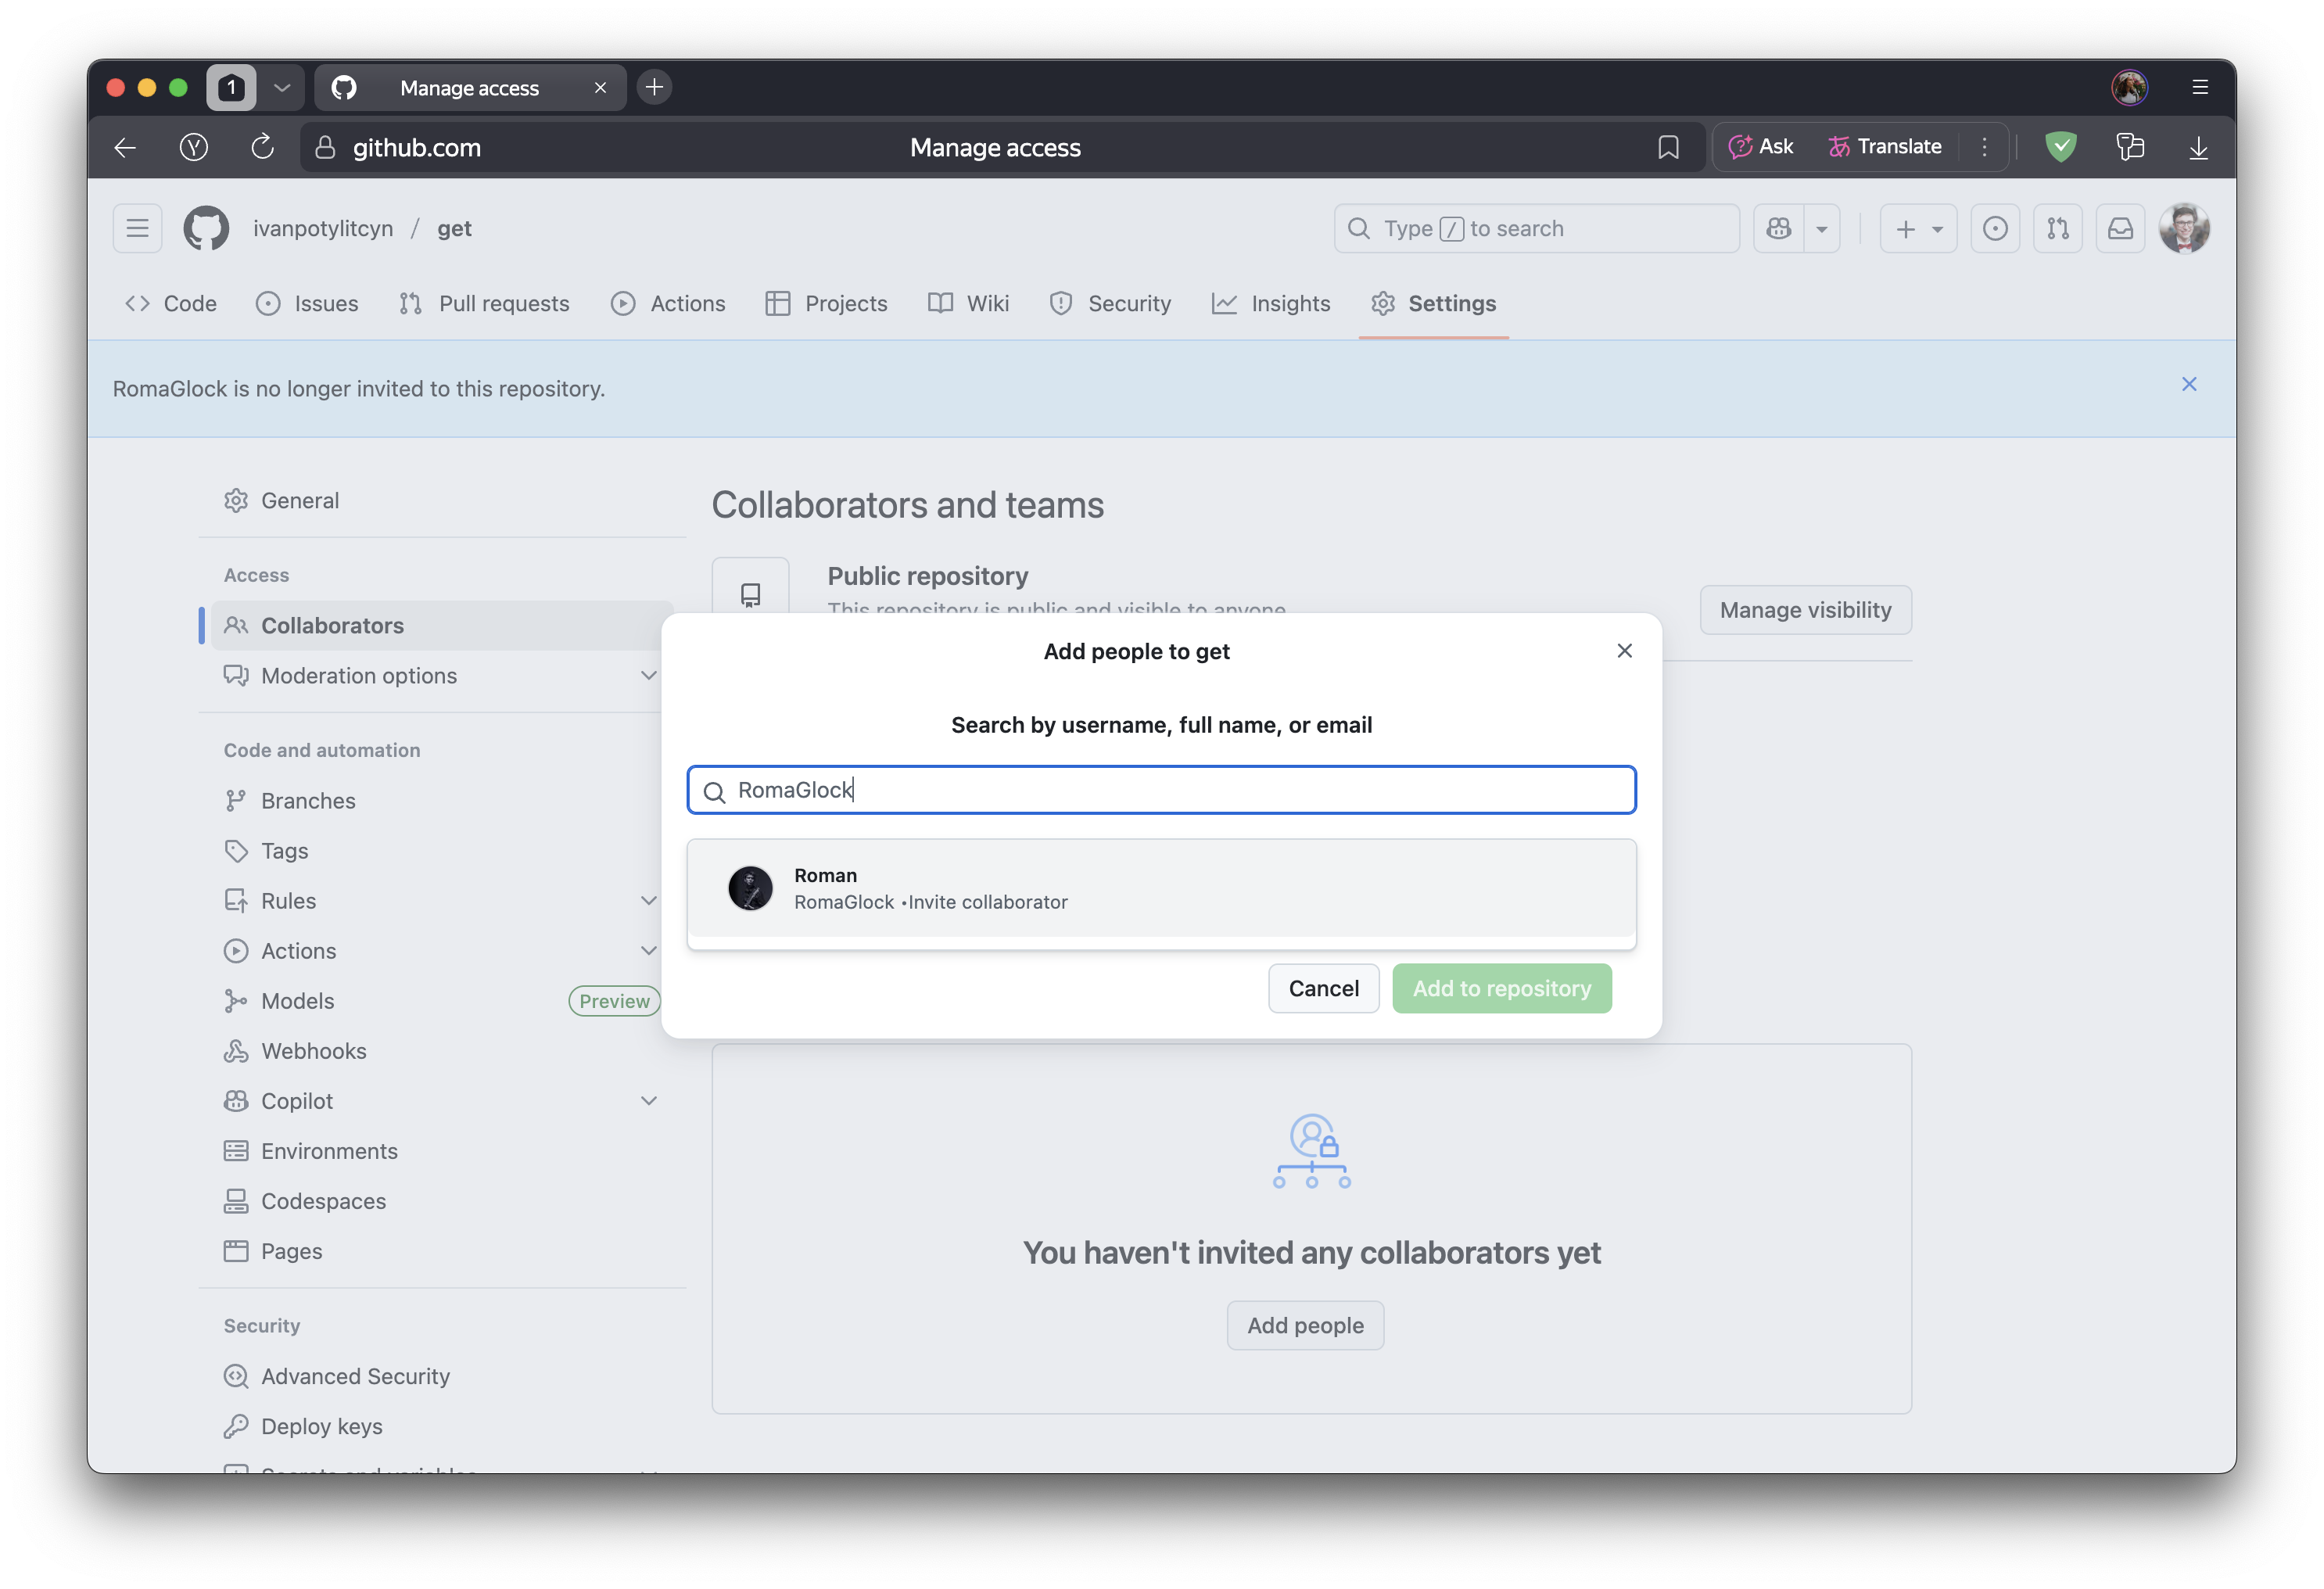 1
Manage access
github.com
Manage access
Ask
Translate
ivanpotylitcyn / get
Type / to search
Code
Issues
Pull requests
Actions
Projects
Wiki
Security
Insights
Settings
RomaGlock is no longer invited to this repository.
General
Access
Collaborators
Moderation options
Code and automation
Branches
Tags
Rules
Actions
Models
Preview
Webhooks
Copilot
Environments
Codespaces
Pages
Security
Advanced Security
Deploy keys
Secrets and variables
Collaborators and teams
Public repository
This repository is public and visible to anyone.
Manage visibility
Add people to get
Search by username, full name, or email
RomaGlock
Roman
RomaGlock •Invite collaborator
Cancel
Add to repository
You haven't invited any collaborators yet
Add people